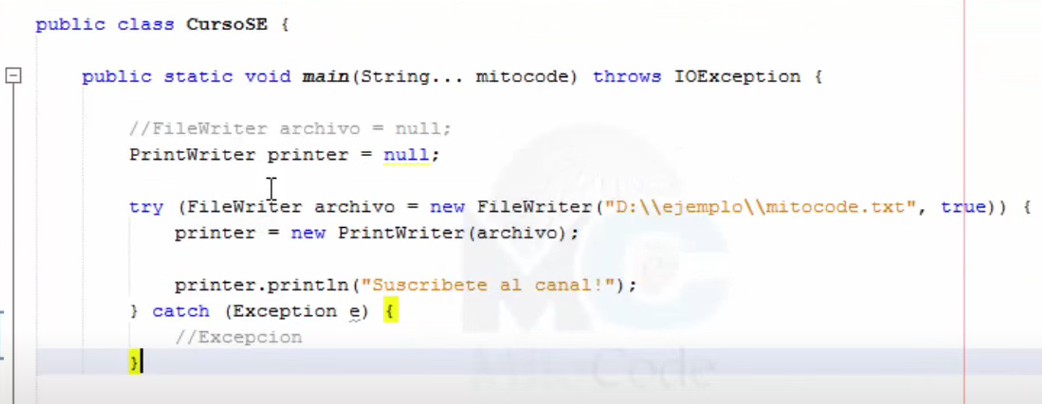 public class CursoSE {
public static void main(String... mitocode) throws IOException {
//FileWriter archivo = null;
PrintWriter printer = null;
try (FileWriter archivo = new FileWriter("D:\\ejemplo\\mitocode.txt", true)) {
printer = new PrintWriter(archivo);
printer.println("Suscribete al canal!");
} catch (Exception e) {
//Excepcion
}
MitoCode